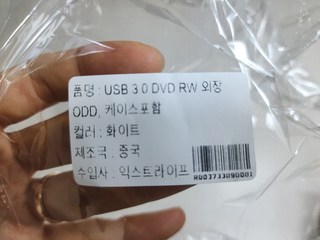 품명 : USB 3.0 DVD RW 외장
ODD, 케이스포함
컬러 : 화이트
제조국 : 중국
수입사 : 익스트라이프
R003733090001